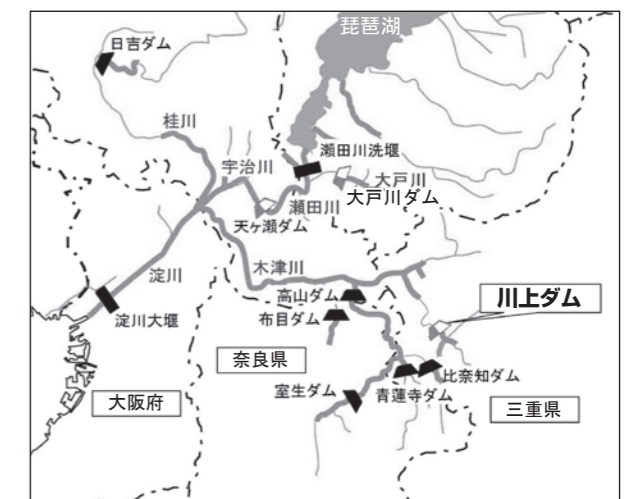 琵琶湖
日吉ダム
桂川
宇治川
瀬田川洗堰
大戸川
大戸川ダム
瀬田川
天ヶ瀬ダム
淀川
木津川
高山ダム
川上ダム
淀川大堰
布目ダム
奈良県
室生ダム
青蓮寺ダム
比奈知ダム
大阪府
三重県